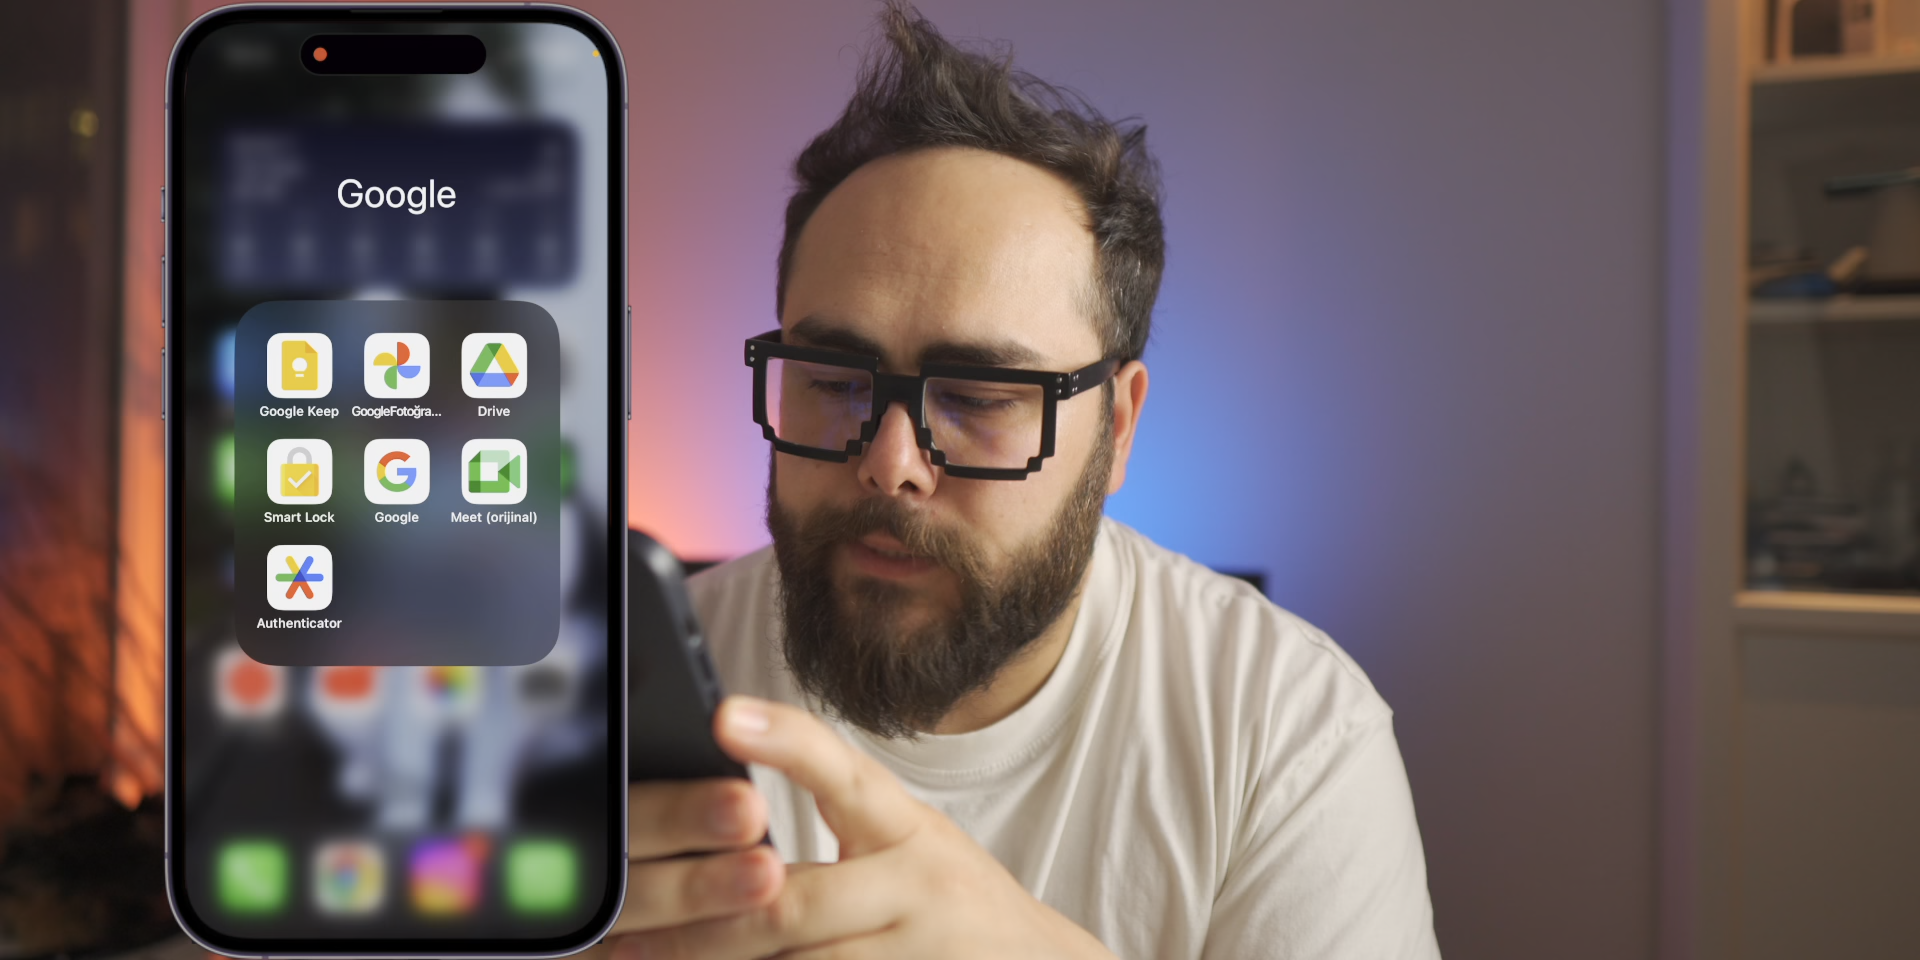 Google
Google Keep
GoogleFotoğra...
Drive
Smart Lock
Google
Meet (orijinal)
Authenticator